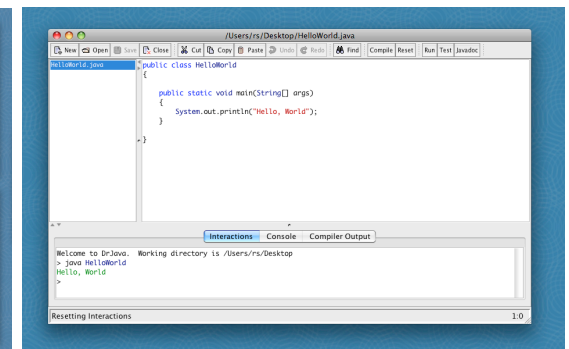 /Users/rs/Desktop/HelloWorld.java
New Open Save Close Cut Copy Paste Undo Redo Find Compile Reset Run Test Javadoc
HelloWorld.java
public class HelloWorld
{
public static void main(String[] args)
{
System.out.println("Hello, World");
}
}
Interactions Console Compiler Output
Welcome to DrJava. Working directory is /Users/rs/Desktop
> java HelloWorld
Hello, World
>
Resetting Interactions 1:0